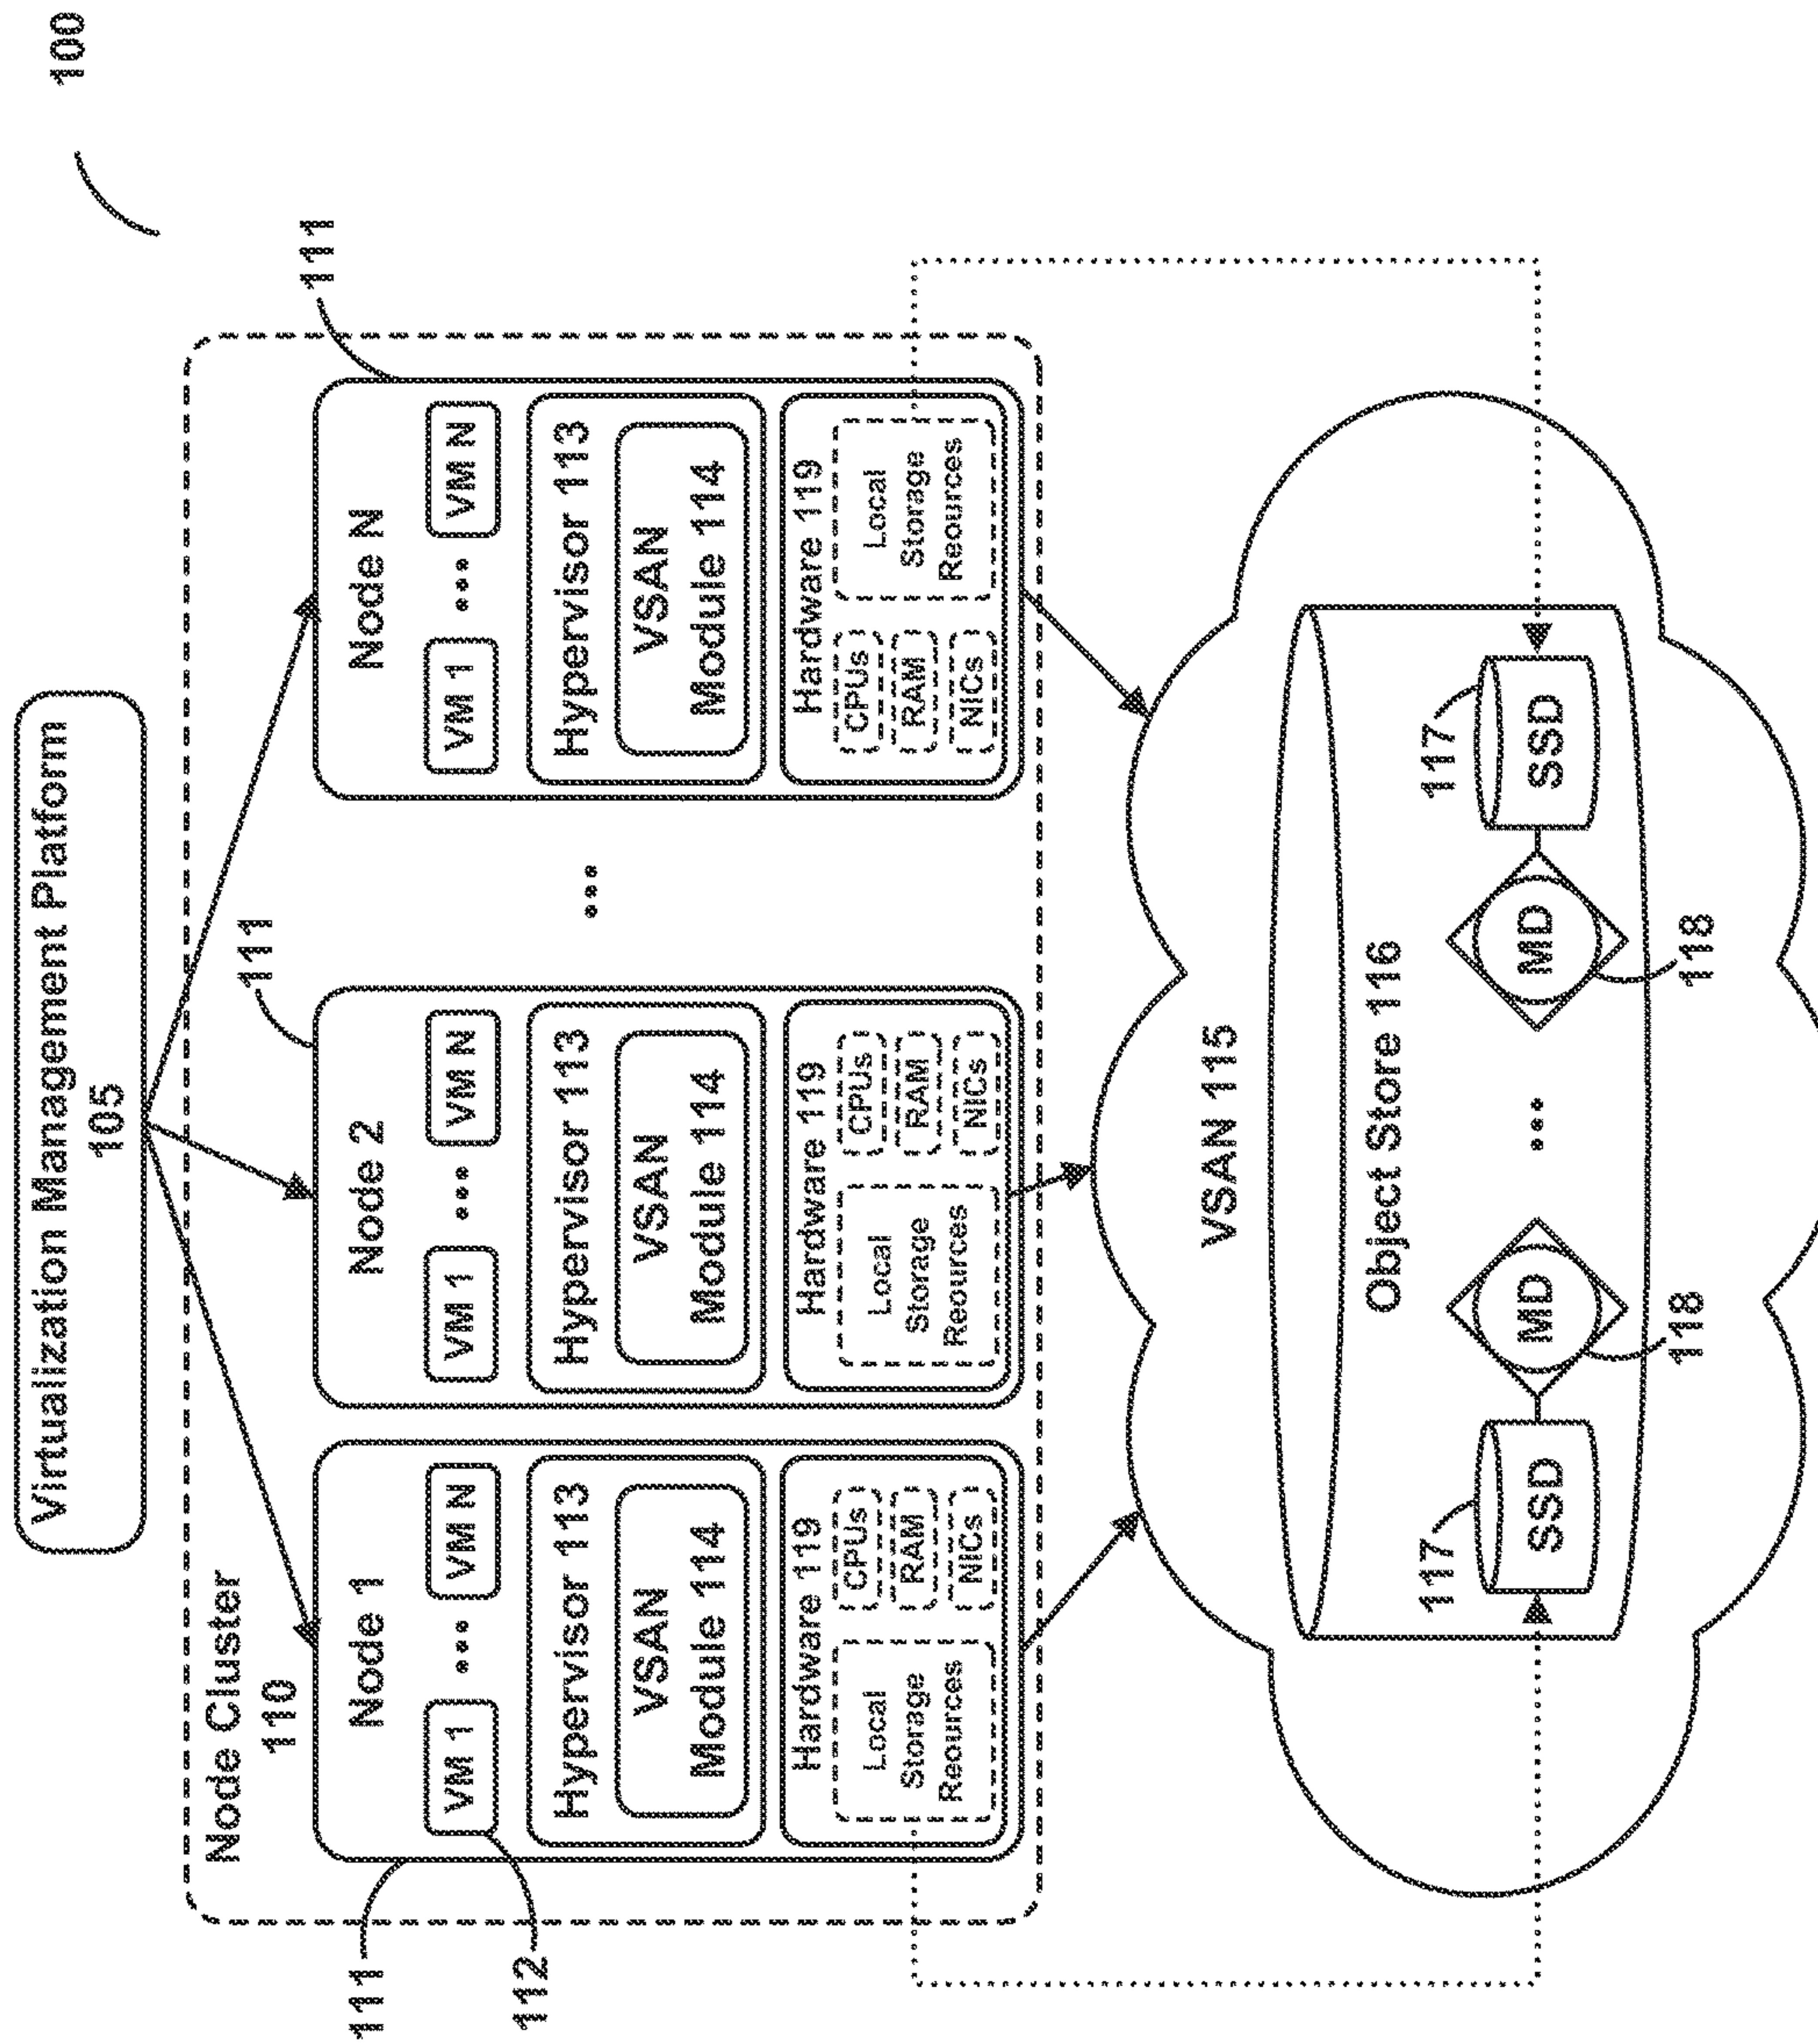 100
Virtualization Management Platform
105
Node Cluster
110
111
111
111
112
Node 1
VM 1
...
VM N
Hypervisor 113
VSAN
Module 114
Hardware 119
Local
Storage
Reources
CPUs
RAM
NICs
Node 2
VM 1
...
VM N
Hypervisor 113
VSAN
Module 114
Hardware 119
Local
Storage
Reources
CPUs
RAM
NICs
...
Node N
VM 1
...
VM N
Hypervisor 113
VSAN
Module 114
Hardware 119
CPUs
RAM
NICs
Local
Storage
Reources
VSAN 115
Object Store 116
117
SSD
MD
118
...
MD
118
117
SSD